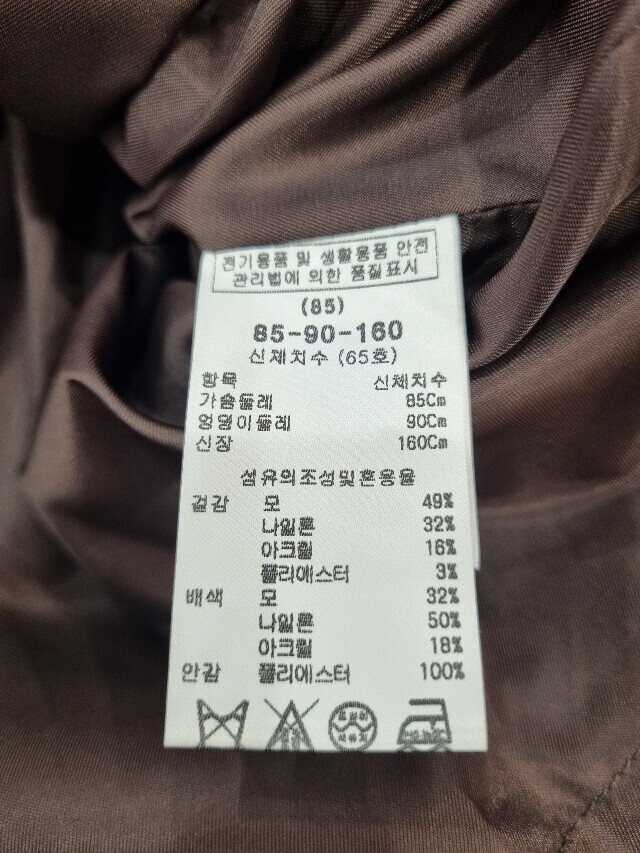 전기용품 및 생활용품 안전
관리법에 의한 품질표시
(85)
85-90-160
신체치수 (65호)
항목 신체치수
가슴둘레 85Cm
엉덩이둘레 90Cm
신장 160Cm
섬유의조성및혼용율
겉감 모 49%
나일론 32%
아크릴 16%
폴리에스터 3%
배색 모 32%
나일론 50%
아크릴 18%
안감 폴리에스터 100%